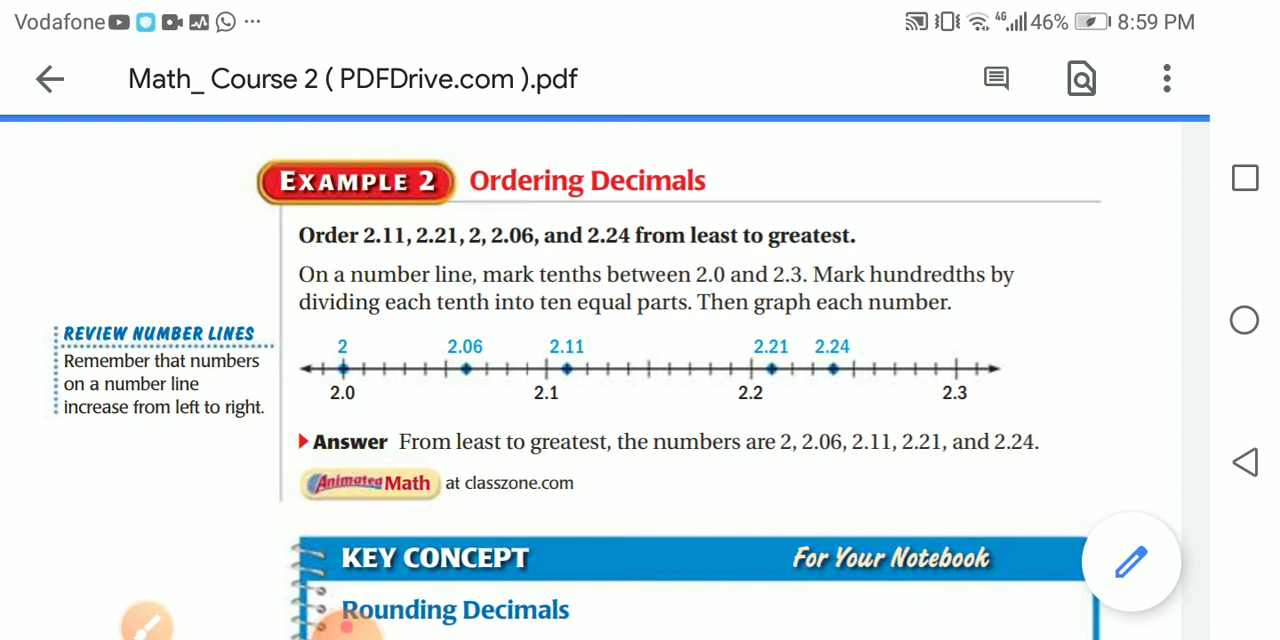 Vodafone ... 4G 46% 8:59 PM
Math_ Course 2 ( PDFDrive.com ).pdf
EXAMPLE 2 Ordering Decimals
Order 2.11, 2.21, 2, 2.06, and 2.24 from least to greatest.
On a number line, mark tenths between 2.0 and 2.3. Mark hundredths by
dividing each tenth into ten equal parts. Then graph each number.
REVIEW NUMBER LINES
Remember that numbers
on a number line
increase from left to right.
2 2.06 2.11 2.21 2.24
2.0 2.1 2.2 2.3
Answer From least to greatest, the numbers are 2, 2.06, 2.11, 2.21, and 2.24.
Animated Math at classzone.com
KEY CONCEPT For Your Notebook
Rounding Decimals